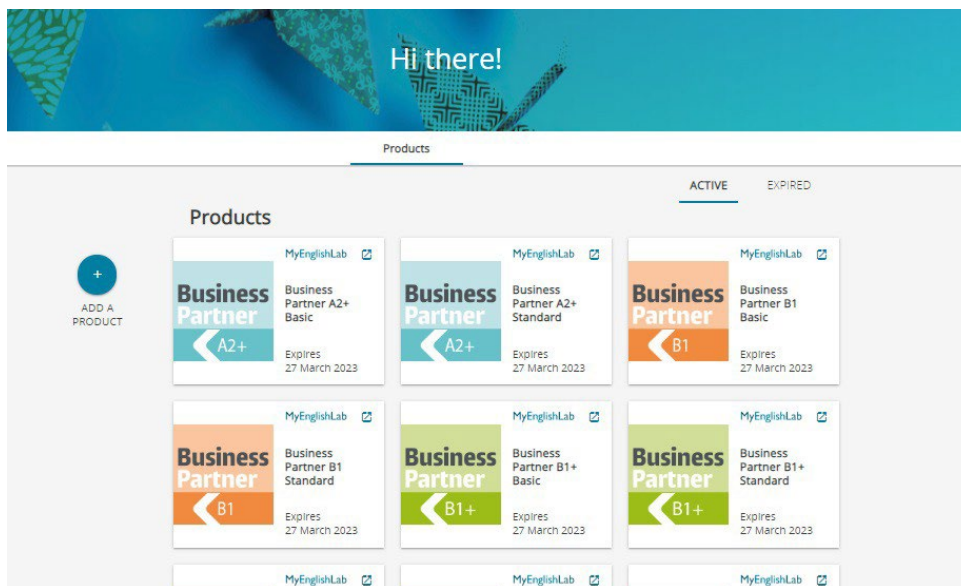 Hi there!
Products
ACTIVE
EXPIRED
Products
+
ADD A
PRODUCT
MyEnglishLab
Business
Partner
A2+
Business
Partner A2+
Basic
Expires
27 March 2023
MyEnglishLab
Business
Partner
A2+
Business
Partner A2+
Standard
Expires
27 March 2023
MyEnglishLab
Business
Partner
B1
Business
Partner B1
Basic
Expires
27 March 2023
MyEnglishLab
Business
Partner
B1
Business
Partner B1
Standard
Expires
27 March 2023
MyEnglishLab
Business
Partner
B1+
Business
Partner B1+
Basic
Expires
27 March 2023
MyEnglishLab
Business
Partner
B1+
Business
Partner B1+
Standard
Expires
27 March 2023
MyEnglishLab
MyEnglishLab
MyEnglishLab